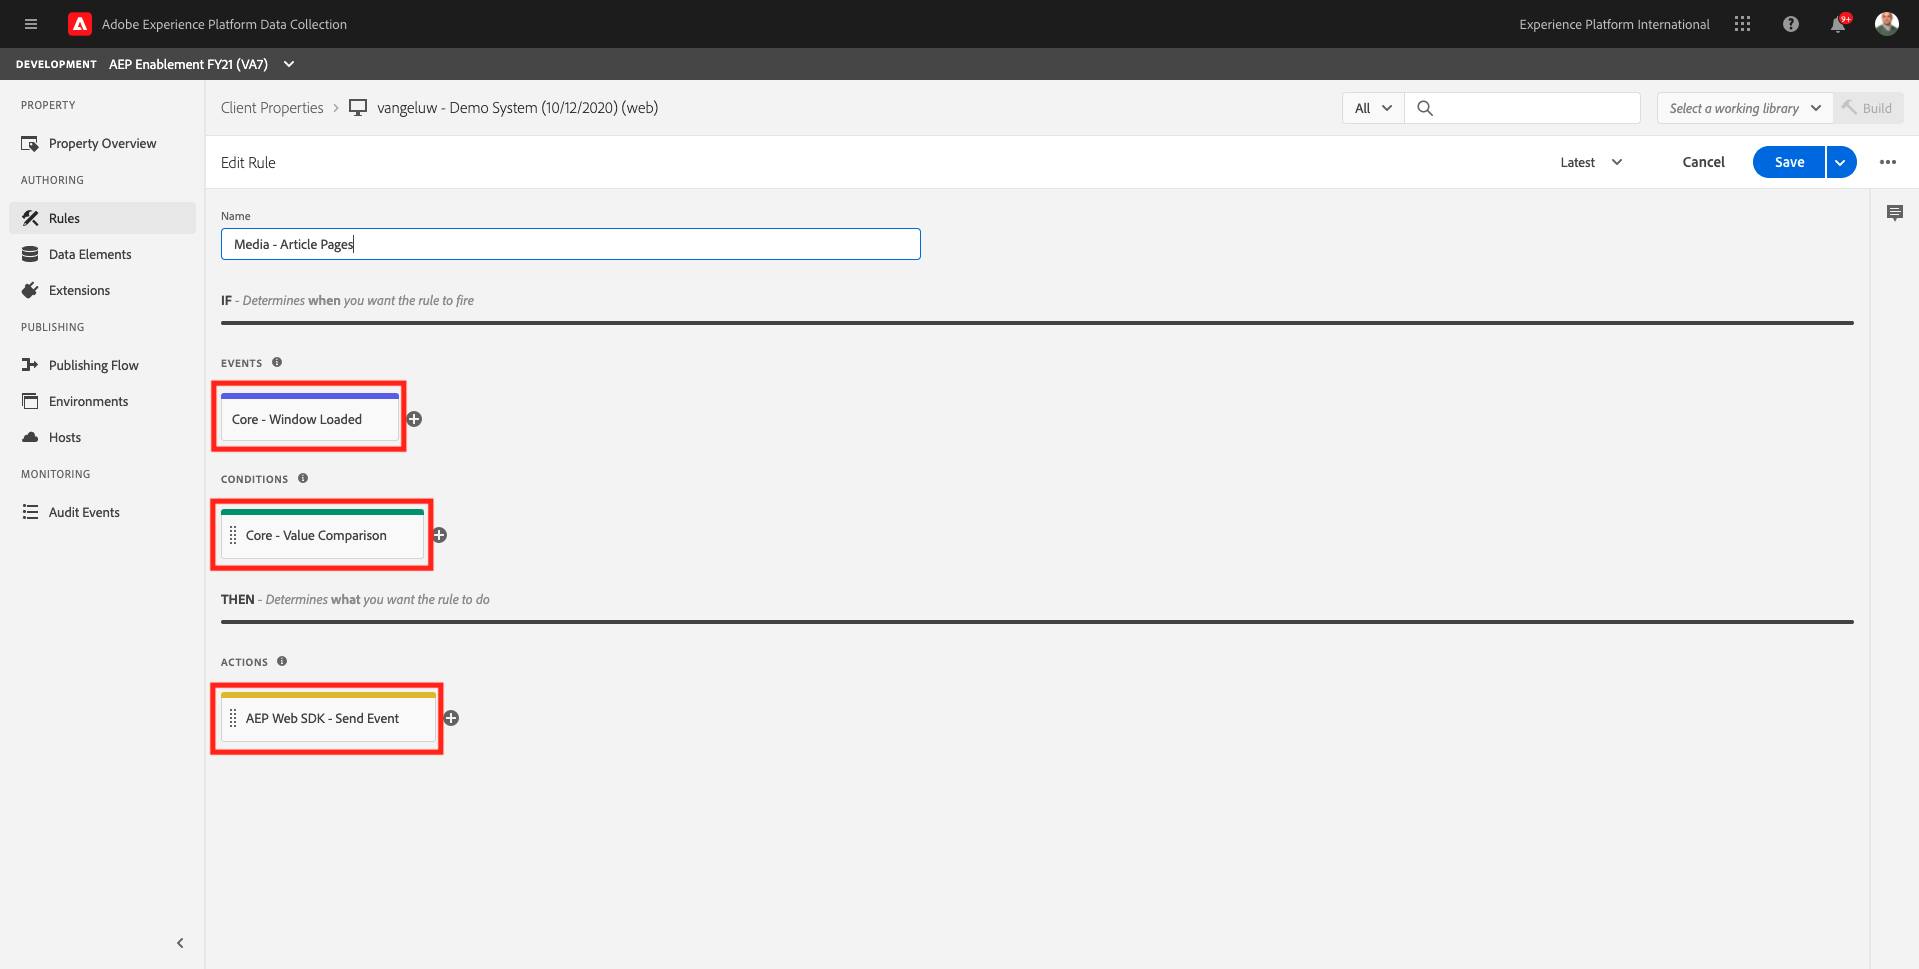 Adobe Experience Platform Data Collection
Experience Platform International
9+
DEVELOPMENT AEP Enablement FY21 (VA7)
PROPERTY
Property Overview
AUTHORING
Rules
Data Elements
Extensions
PUBLISHING
Publishing Flow
Environments
Hosts
MONITORING
Audit Events
Client Properties > vangeluw - Demo System (10/12/2020) (web)
All
Select a working library
Build
Edit Rule
Latest
Cancel
Save
Name
Media - Article Pages
IF - Determines when you want the rule to fire
EVENTS
Core - Window Loaded
CONDITIONS
Core - Value Comparison
THEN - Determines what you want the rule to do
ACTIONS
AEP Web SDK - Send Event